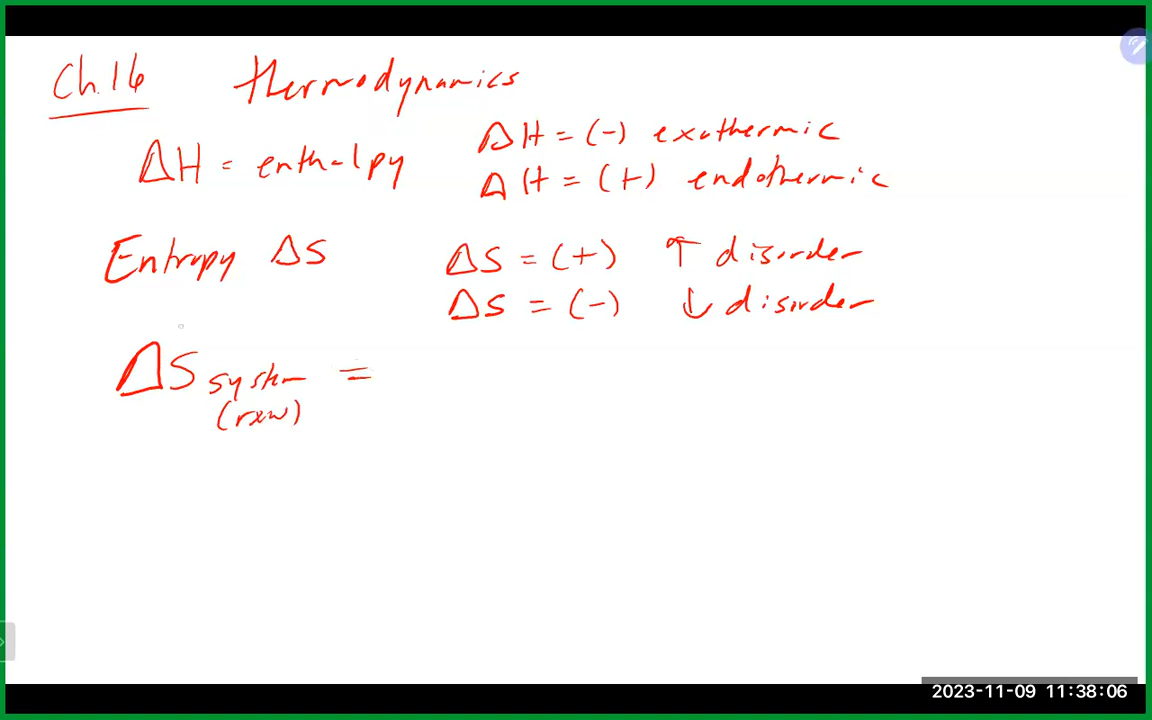 Ch.16 thermodynamics
ΔH = enthalpy
ΔH = (-) exothermic
ΔH = (+) endothermic
Entropy ΔS
ΔS = (+) ↑ disorder
ΔS = (-) ↓ disorder
ΔS system =
(rxn)
2023-11-09 11:38:06